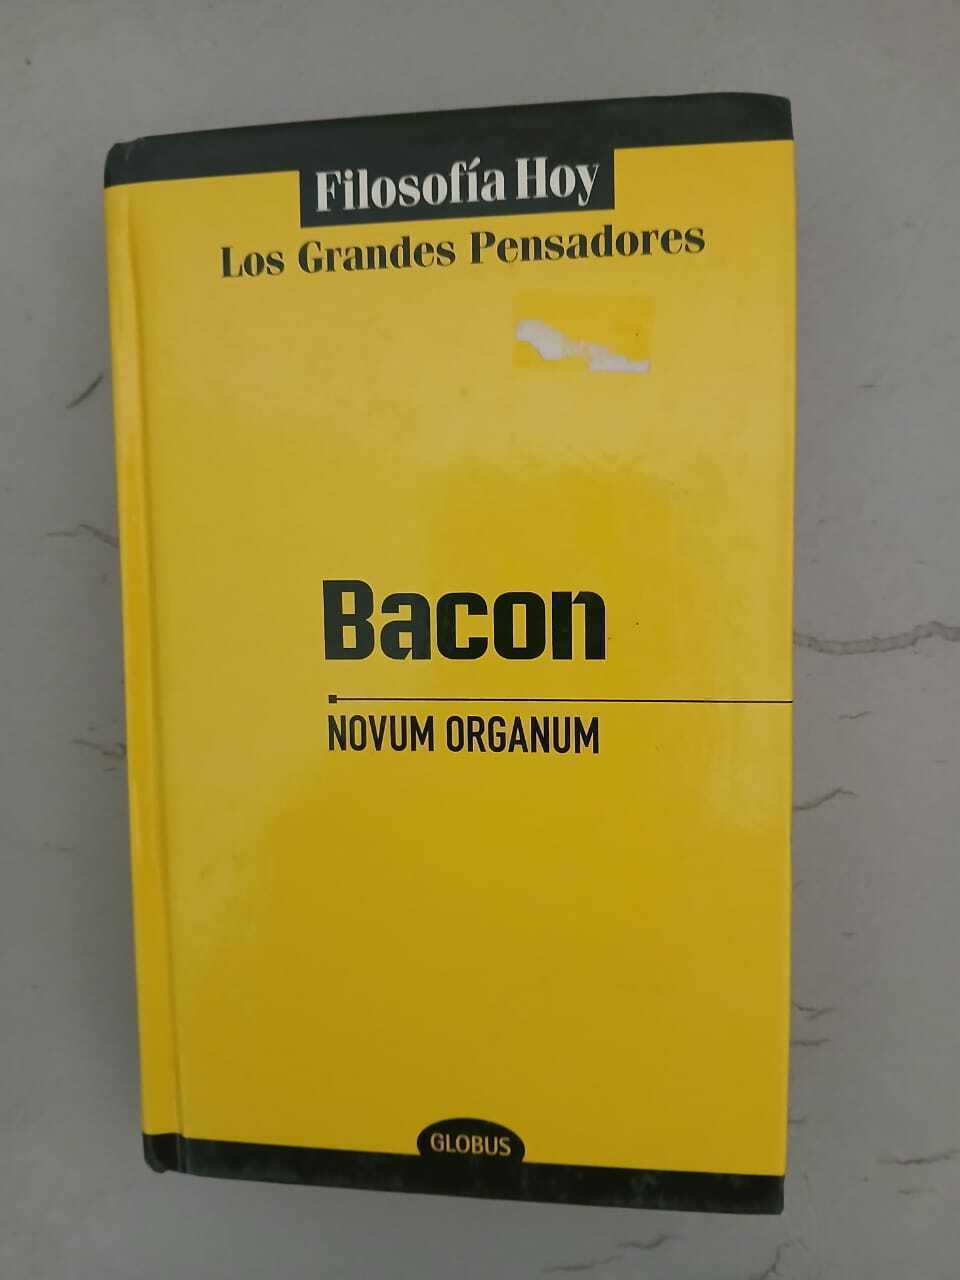 Filosofía Hoy
Los Grandes Pensadores
Bacon
NOVUM ORGANUM
GLOBUS